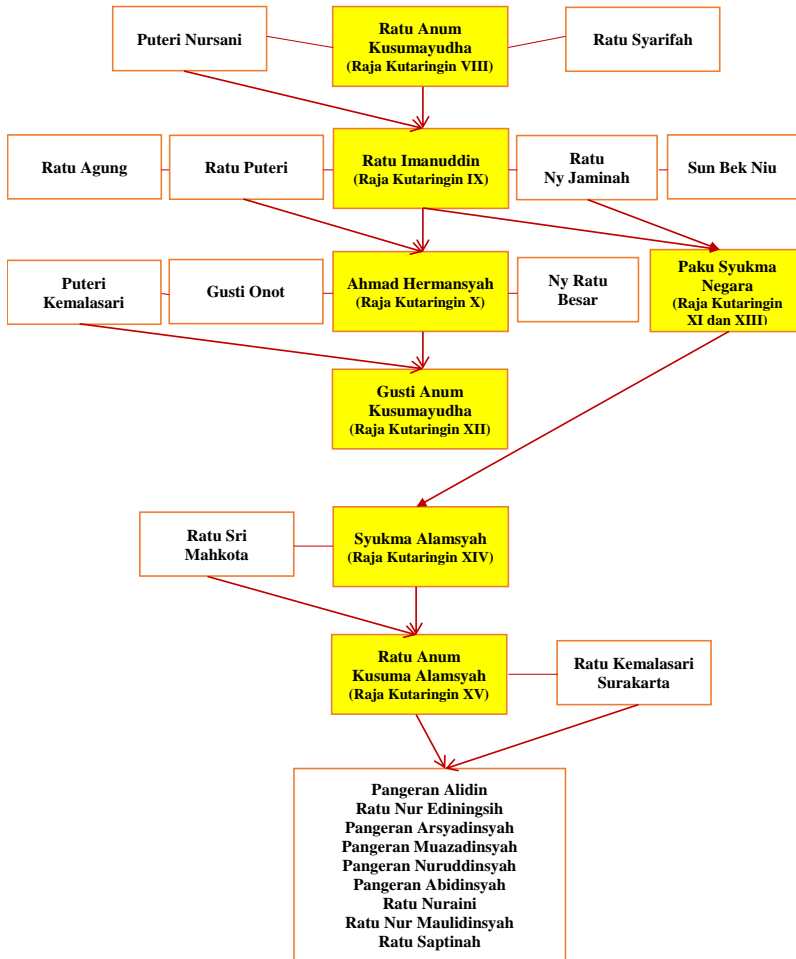 Puteri Nursani
Ratu Anum
Kusumayudha
(Raja Kutaringin VIII)
Ratu Syarifah
Ratu Agung
Ratu Puteri
Ratu Imanuddin
(Raja Kutaringin IX)
Ratu
Ny Jaminah
Sun Bek Niu
Puteri
Kemalasari
Gusti Onot
Ahmad Hermansyah
(Raja Kutaringin X)
Ny Ratu
Besar
Paku Syukma
Negara
(Raja Kutaringin
XI dan XIII)
Gusti Anum
Kusumayudha
(Raja Kutaringin XII)
Ratu Sri
Mahkota
Syukma Alamsyah
(Raja Kutaringin XIV)
Ratu Anum
Kusuma Alamsyah
(Raja Kutaringin XV)
Ratu Kemalasari
Surakarta
Pangeran Alidin
Ratu Nur Ediningsih
Pangeran Arsyadinsyah
Pangeran Muazadinsyah
Pangeran Nuruddinsyah
Pangeran Abidinsyah
Ratu Nuraini
Ratu Nur Maulidinsyah
Ratu Saptinah